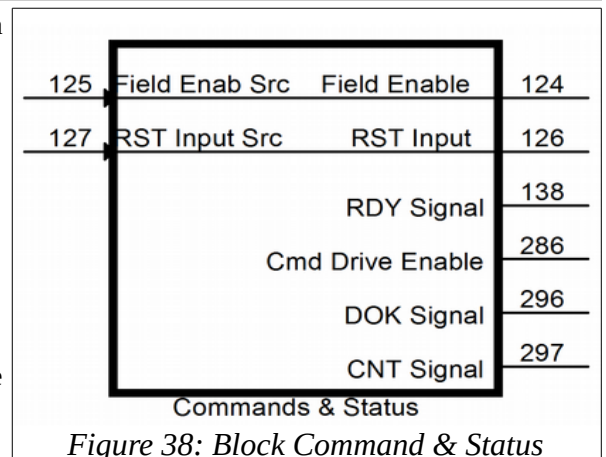 125 Field Enab Src Field Enable 124
127 RST Input Src RST Input 126
RDY Signal 138
Cmd Drive Enable 286
DOK Signal 296
CNT Signal 297
Commands & Status
Figure 38: Block Command & Status